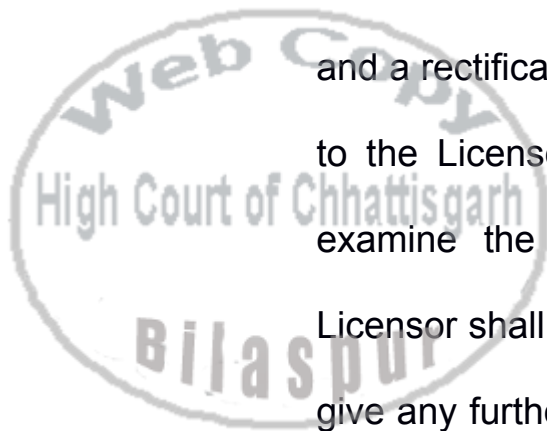 Web Copy
High Court of Chhattisgarh
Bilaspur
and a rectifica
to the Licens
examine the
Licensor shall
give any furth